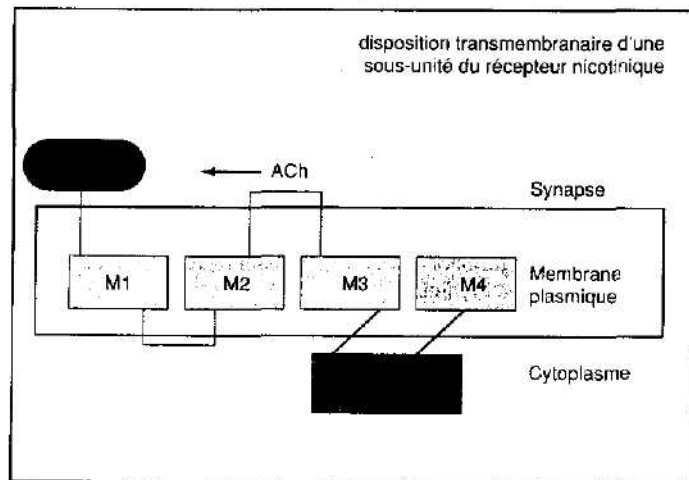 disposition transmembranaire d'une
sous-unité du récepteur nicotinique
ACh
Synapse
M1
M2
M3
M4
Membrane
plasmique
Cytoplasme